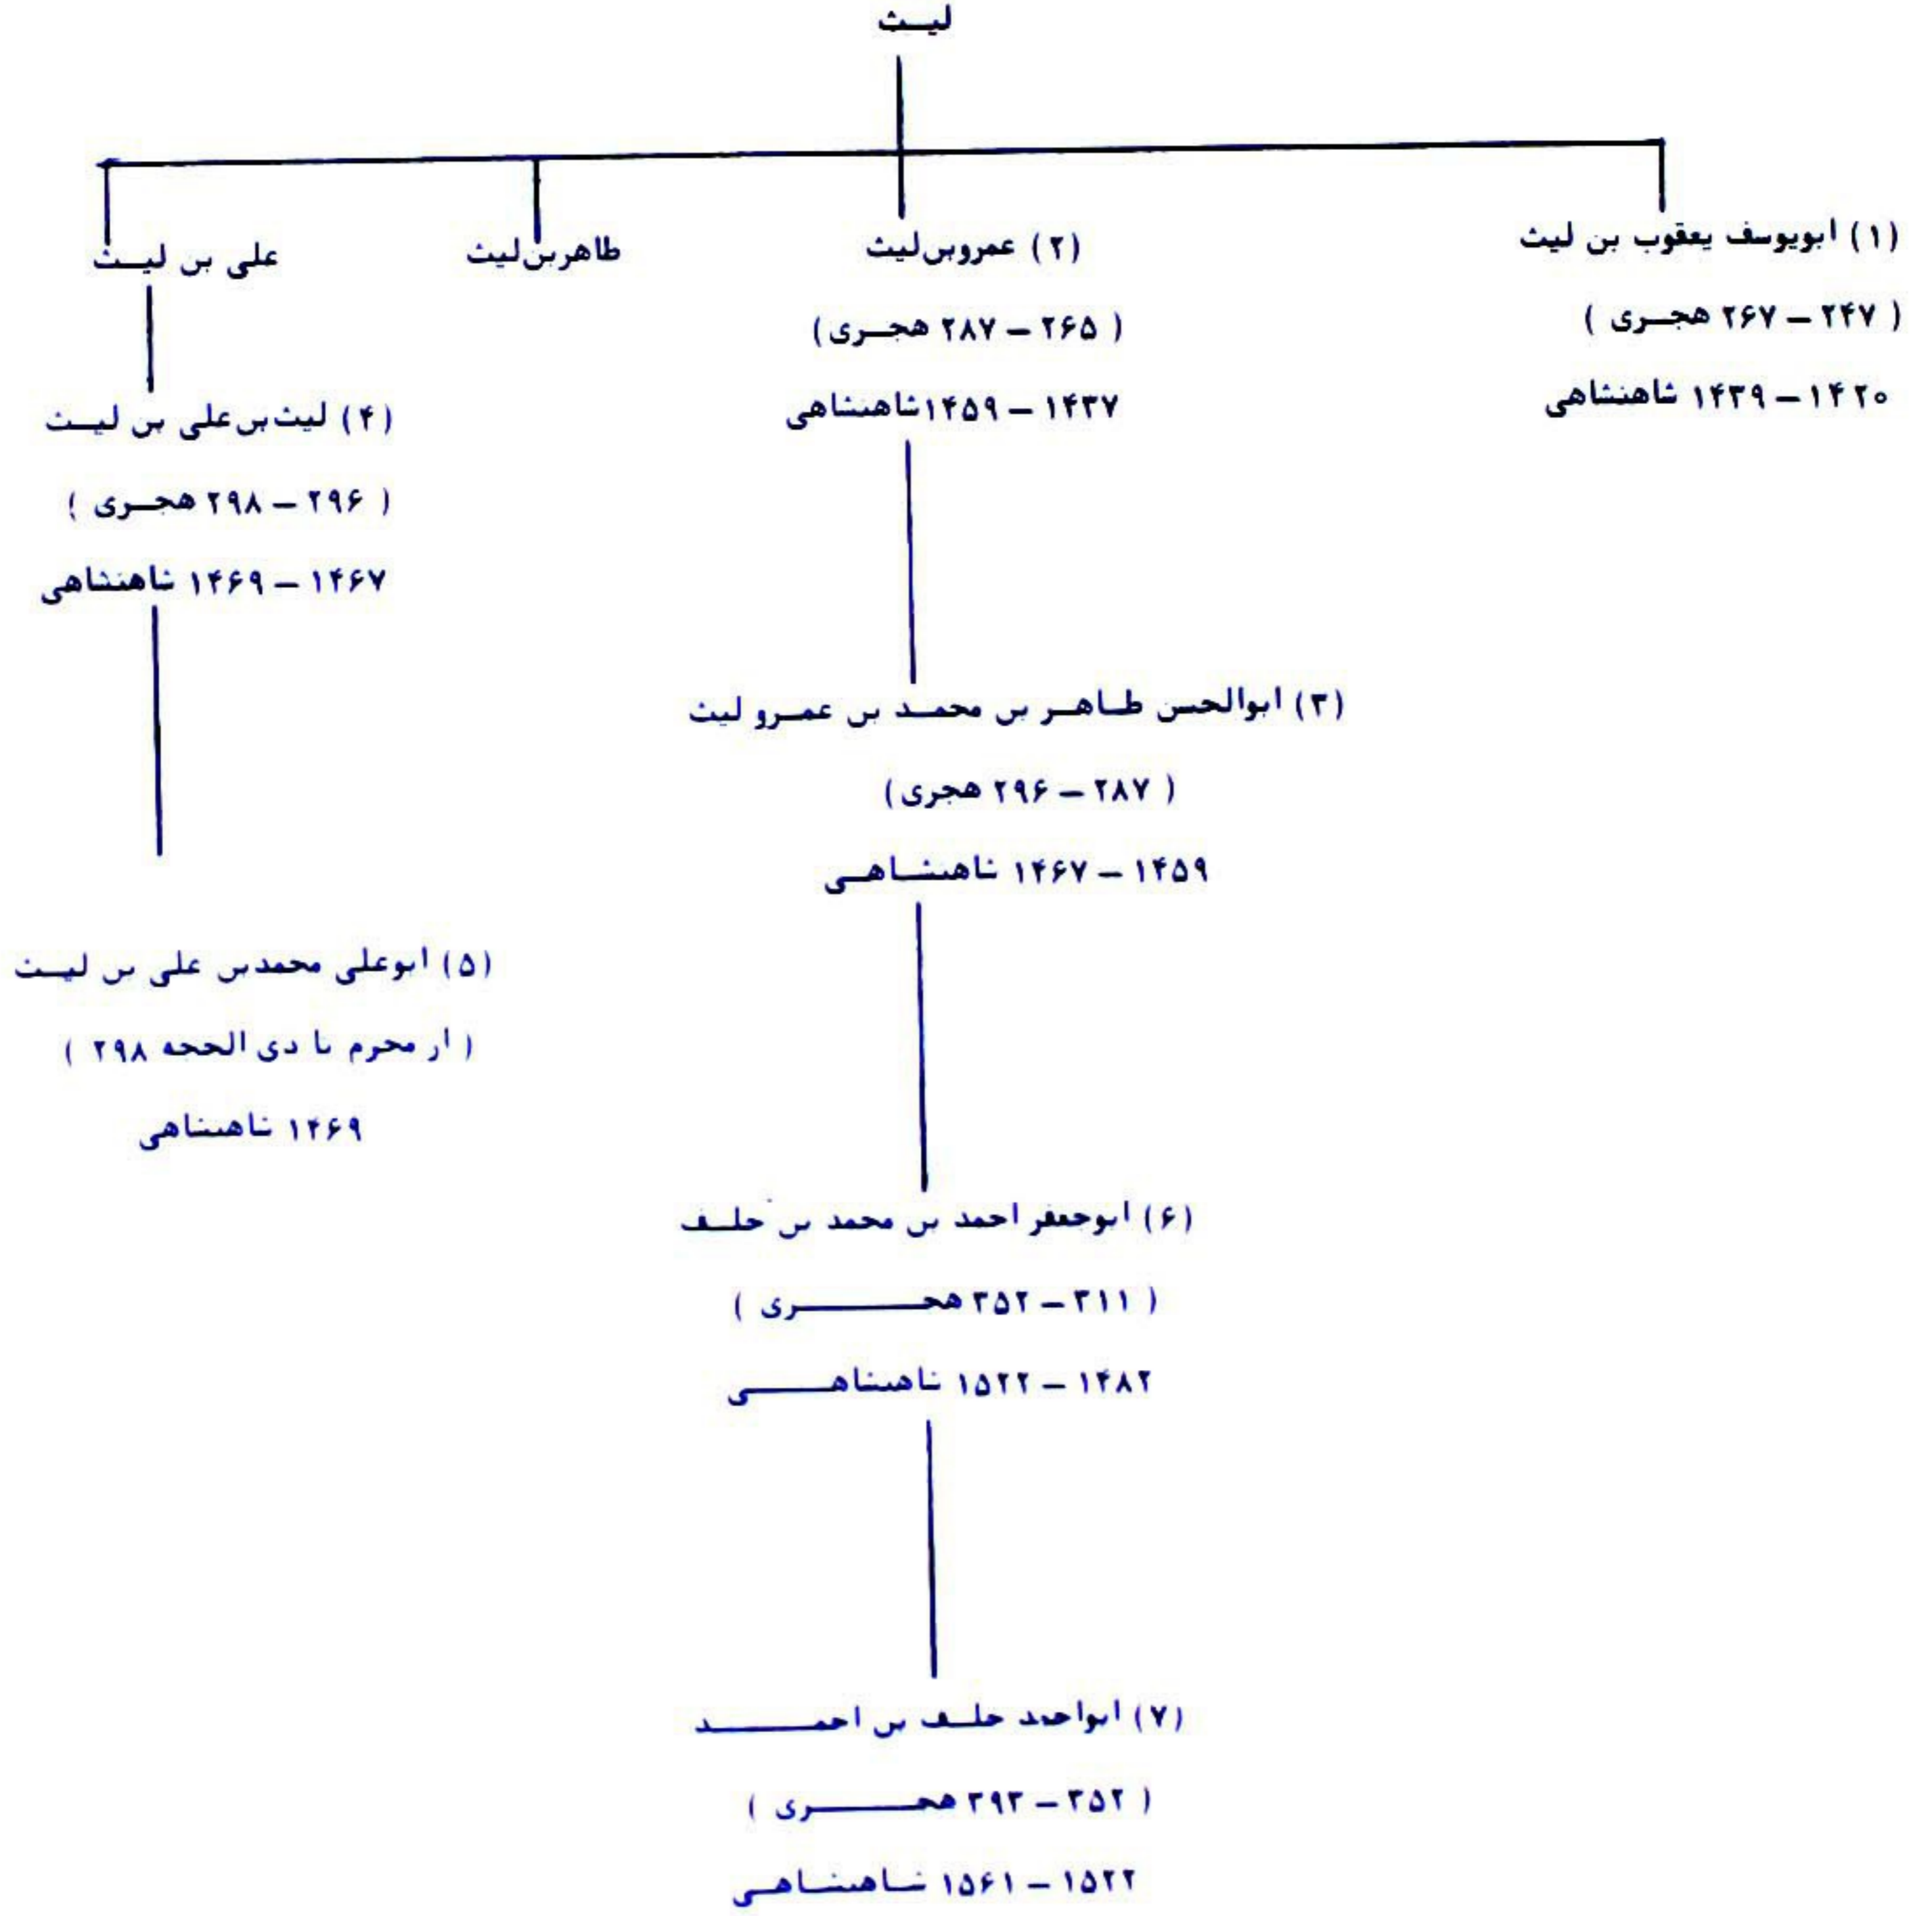 لیث
(۱) ابویوسف یعقوب بن لیث
( ۲۴۷ – ۲۶۷ هجری )
۱۴۲۰ – ۱۴۳۹ شاهنشاهی
(۲) عمروبن‌لیث
( ۲۶۵ – ۲۸۷ هجری)
۱۴۳۷ – ۱۴۵۹ شاهنشاهی
طاهربن‌لیث
علی بن لیث
(۴) لیث‌بن‌علی بن لیث
( ۲۹۶ – ۲۹۸ هجری )
۱۴۶۷ – ۱۴۶۹ شاهنشاهی
(۳) ابوالحسن طاهر بن محمد بن عمرو لیث
( ۲۸۷ – ۲۹۶ هجری)
۱۴۵۹ – ۱۴۶۷ شاهنشاهی
(۵) ابوعلی محمدبن علی بن لیث
( از محرم تا ذی الحجه ۲۹۸ )
۱۴۶۹ شاهنشاهی
(۶) ابوجعفر احمد بن محمد بن خلف
( ۳۱۱ – ۳۵۲ هجری )
۱۴۸۲ – ۱۵۲۲ شاهنشاهی
(۷) ابواحمد خلف بن احمد
( ۳۵۲ – ۳۹۳ هجری )
۱۵۲۲ – ۱۵۶۱ شاهنشاهی